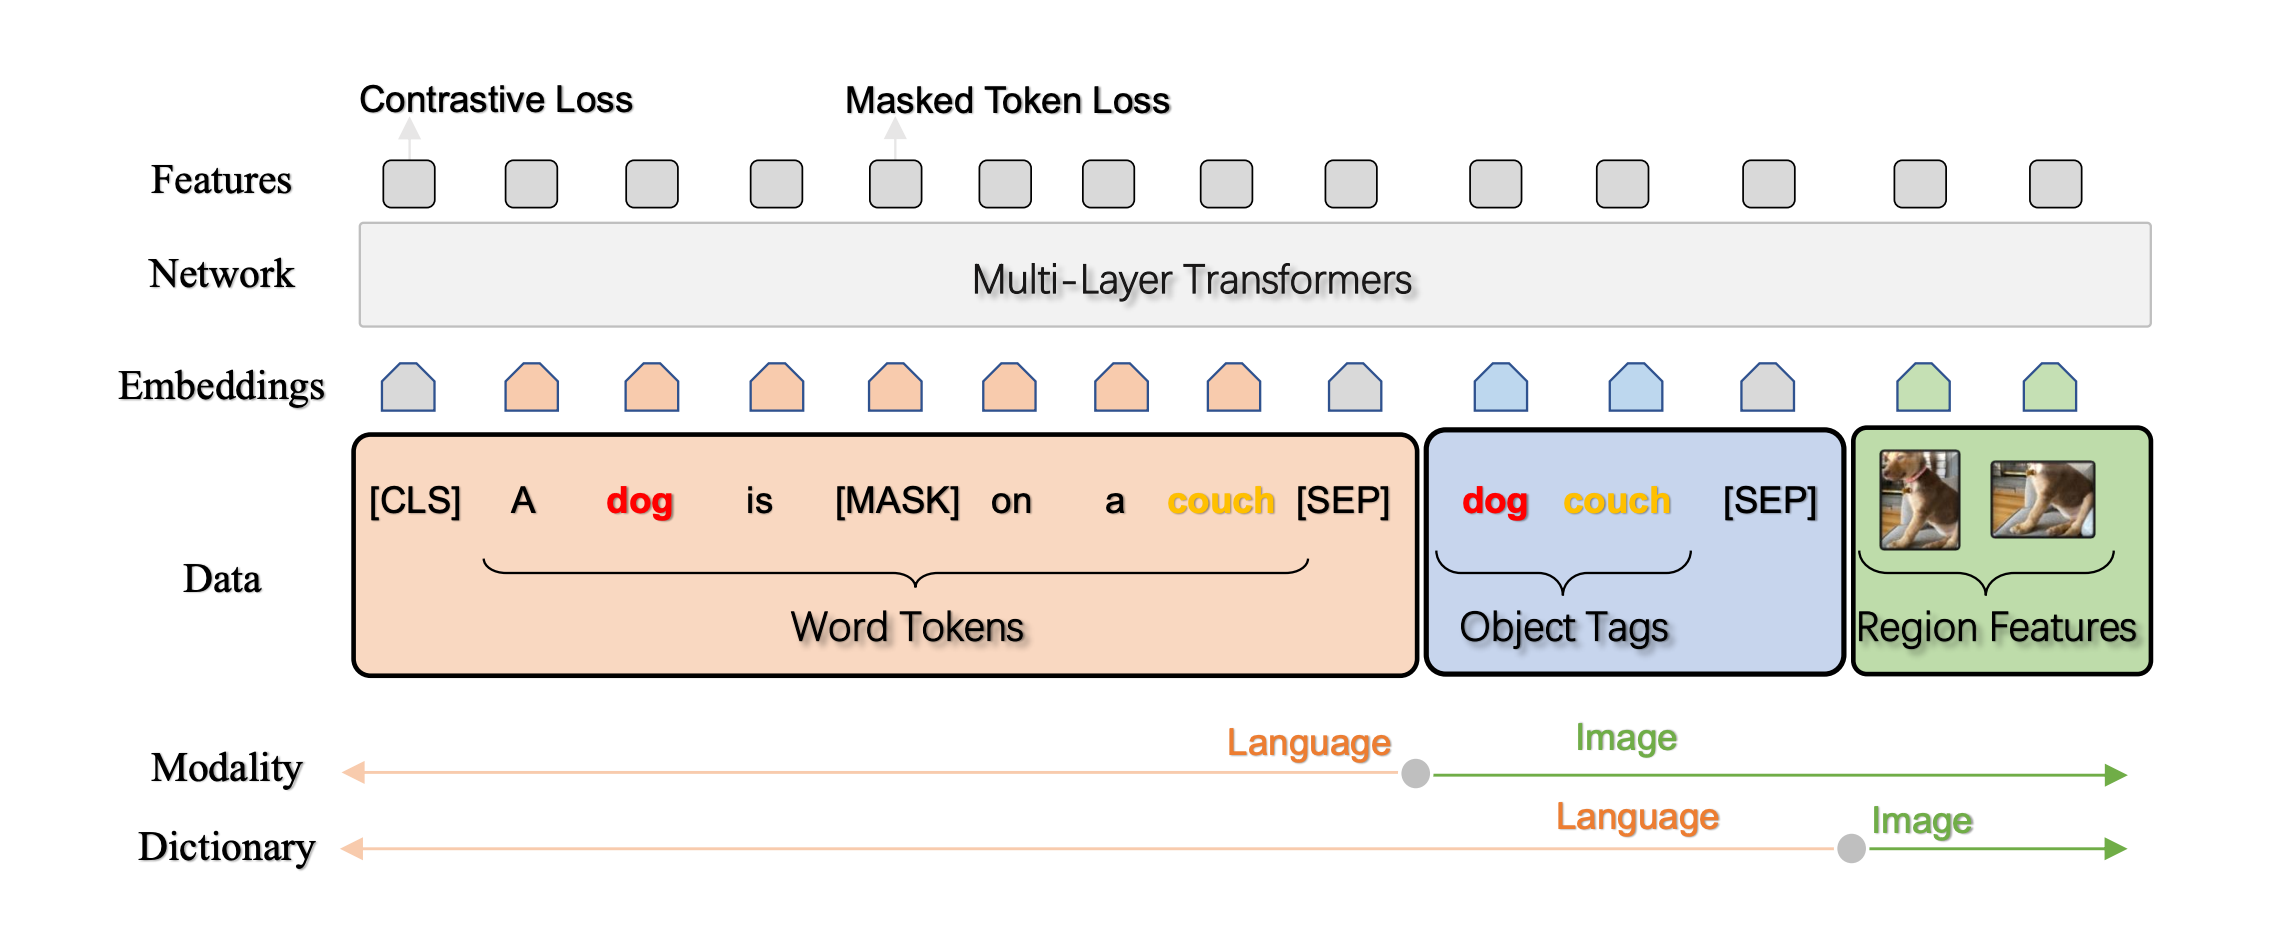 Contrastive Loss
Masked Token Loss
Features
Network
Multi-Layer Transformers
Embeddings
Data
[CLS] A dog is [MASK] on a couch [SEP]
dog couch [SEP]
Word Tokens
Object Tags
Region Features
Modality
Language
Image
Dictionary
Language
Image